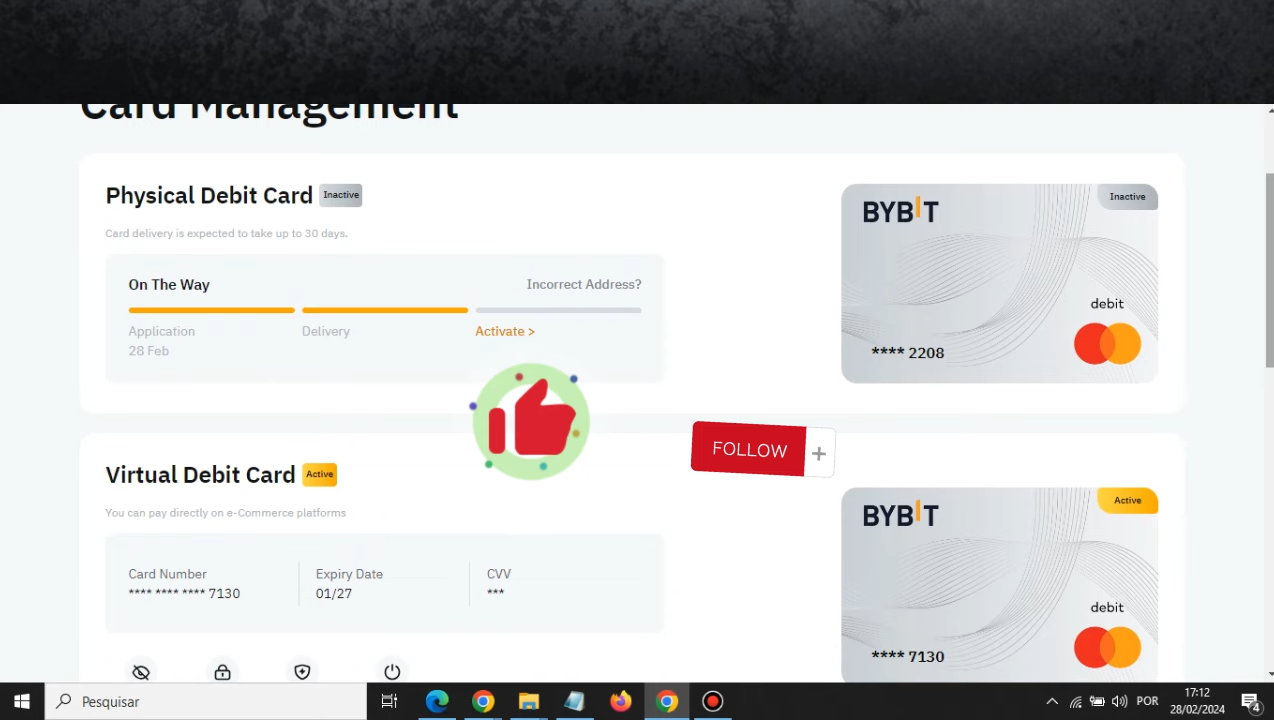 Card Management
Physical Debit Card Inactive
Card delivery is expected to take up to 30 days.
On The Way Incorrect Address?
Application Delivery Activate >
28 Feb
BYBIT Inactive
debit
**** 2208
FOLLOW +
Virtual Debit Card Active
You can pay directly on e-Commerce platforms
Card Number Expiry Date CVV
**** **** **** 7130 01/27 ***
BYBIT Active
debit
**** 7130
Pesquisar
POR
17:12
28/02/2024
4